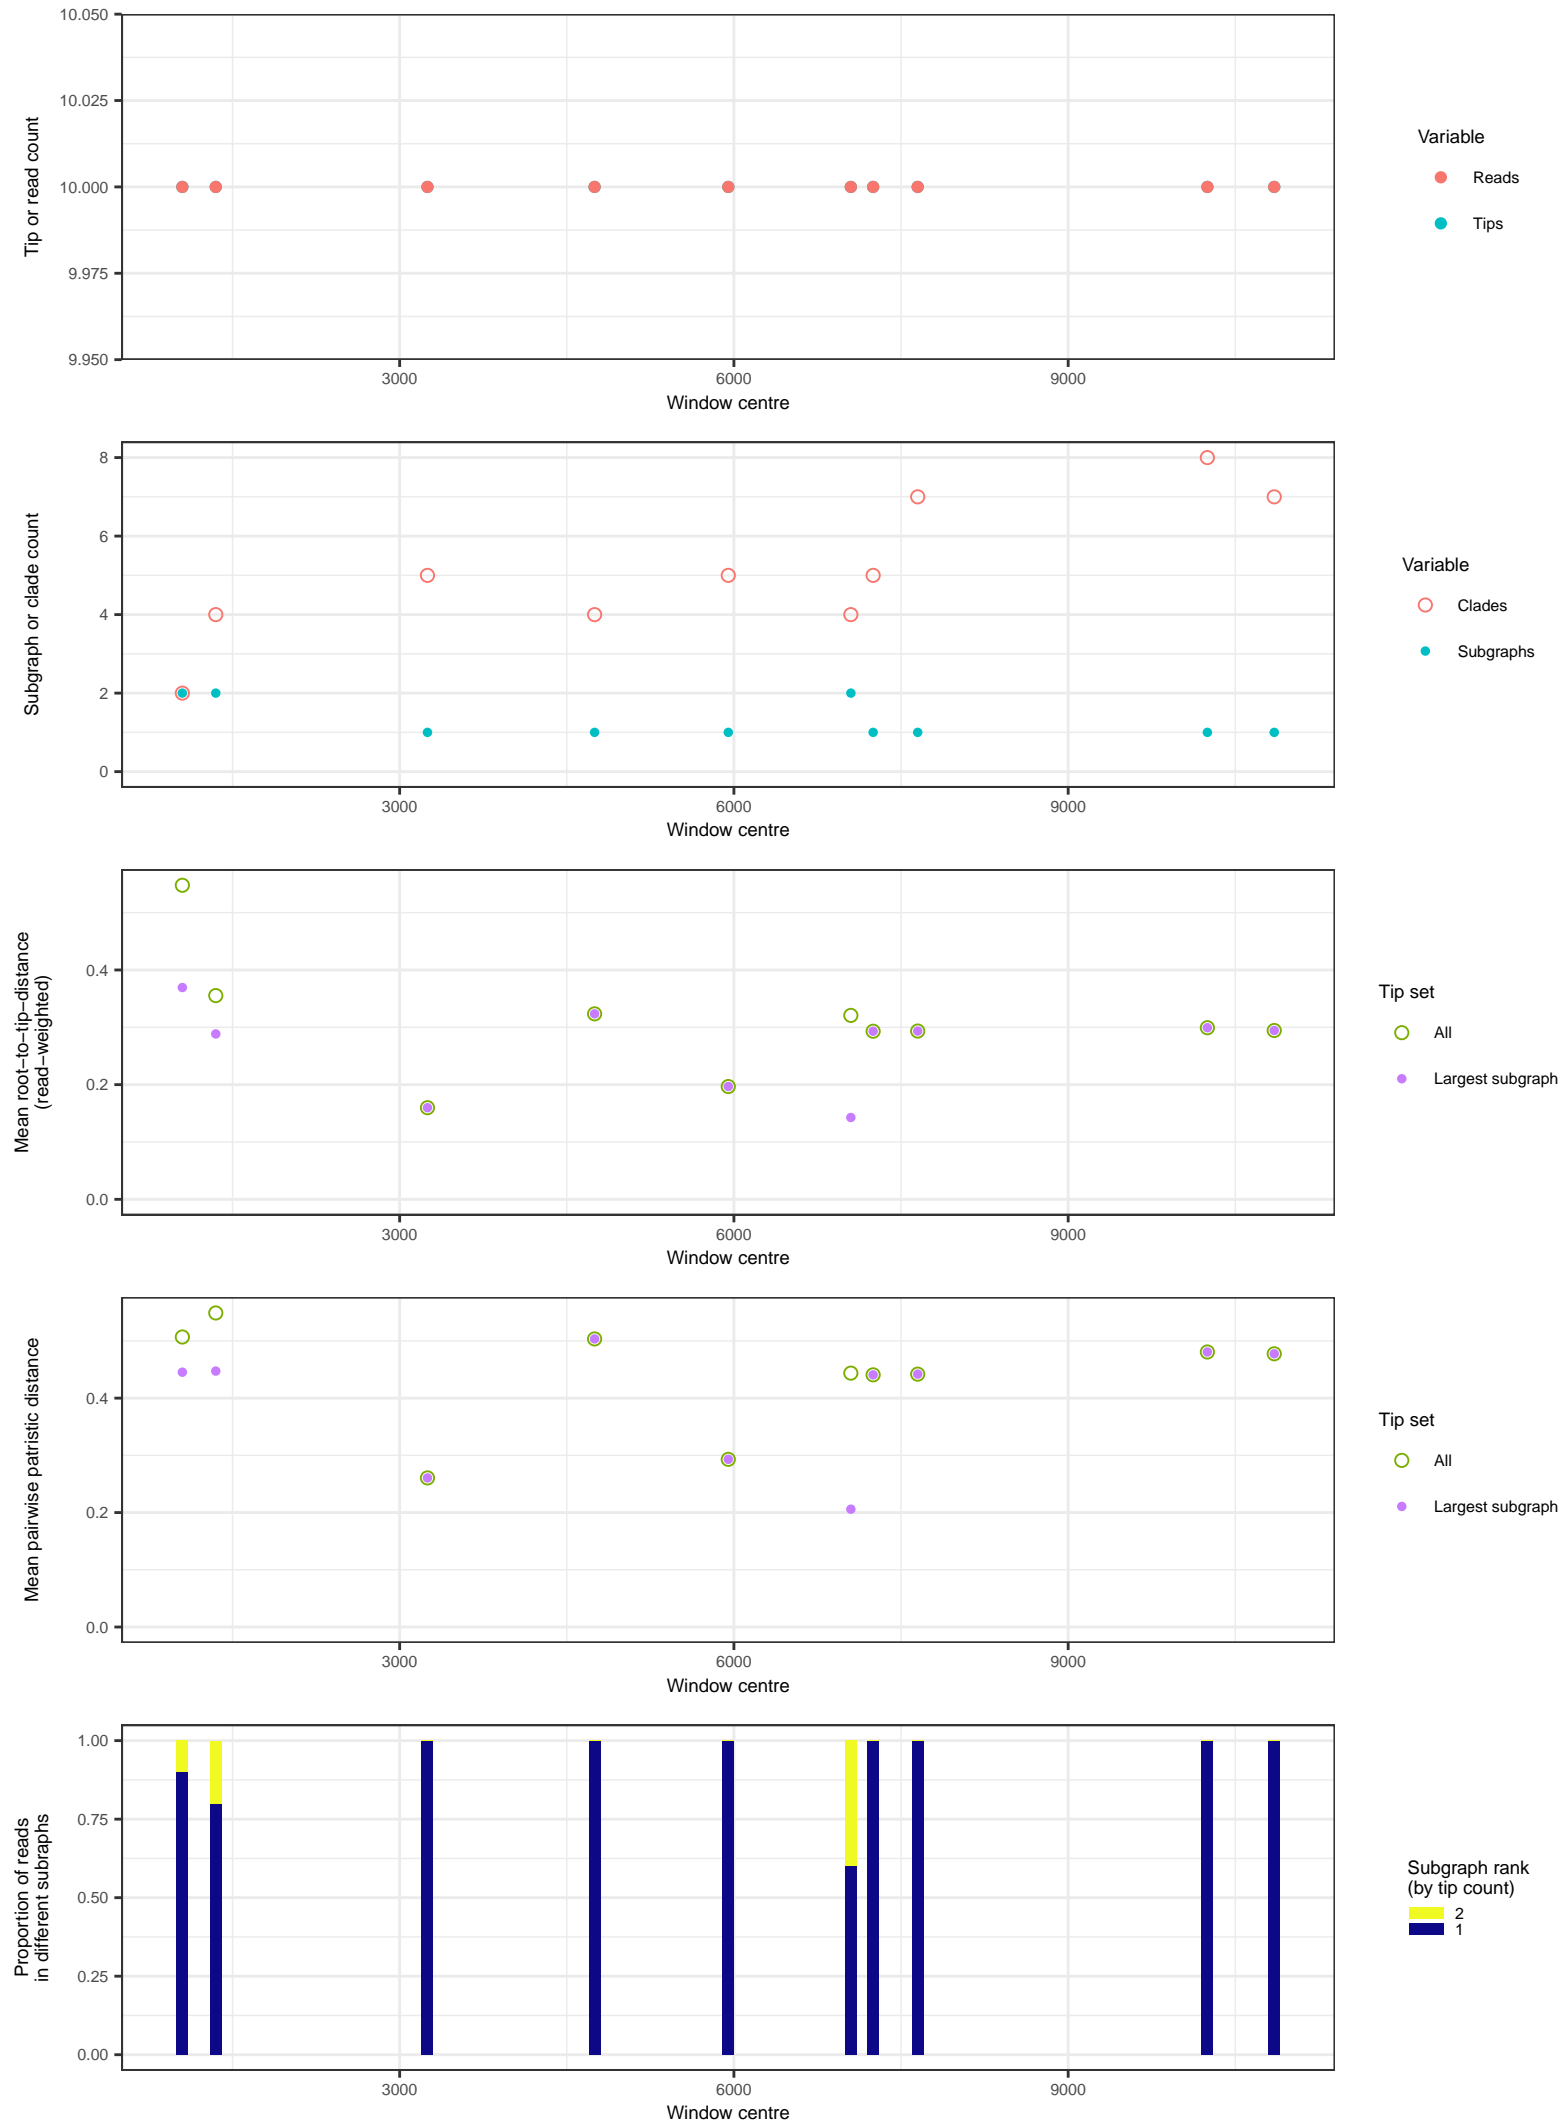 10.050
10.025
10.000
9.975
9.950
Tip or read count
3000
6000
9000
Window centre
Variable
Reads
Tips
8
6
4
2
0
Subgraph or clade count
3000
6000
9000
Window centre
Variable
Clades
Subgraphs
0.4
0.2
0.0
Mean root−to−tip−distance
(read−weighted)
3000
6000
9000
Window centre
Tip set
All
Largest subgraph
0.4
0.2
0.0
Mean pairwise patristic distance
3000
6000
9000
Window centre
Tip set
All
Largest subgraph
1.00
0.75
0.50
0.25
0.00
Proportion of reads
in different subraphs
3000
6000
9000
Window centre
Subgraph rank
(by tip count)
2
1